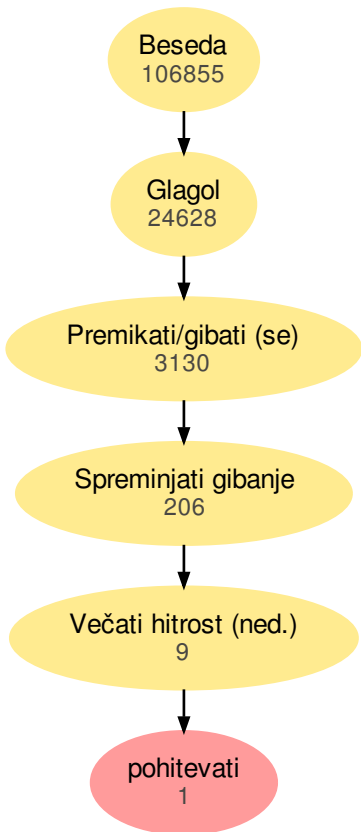 Beseda
106855
Glagol
24628
Premikati/gibati (se)
3130
Spreminjati gibanje
206
Večati hitrost (ned.)
9
pohitevati
1